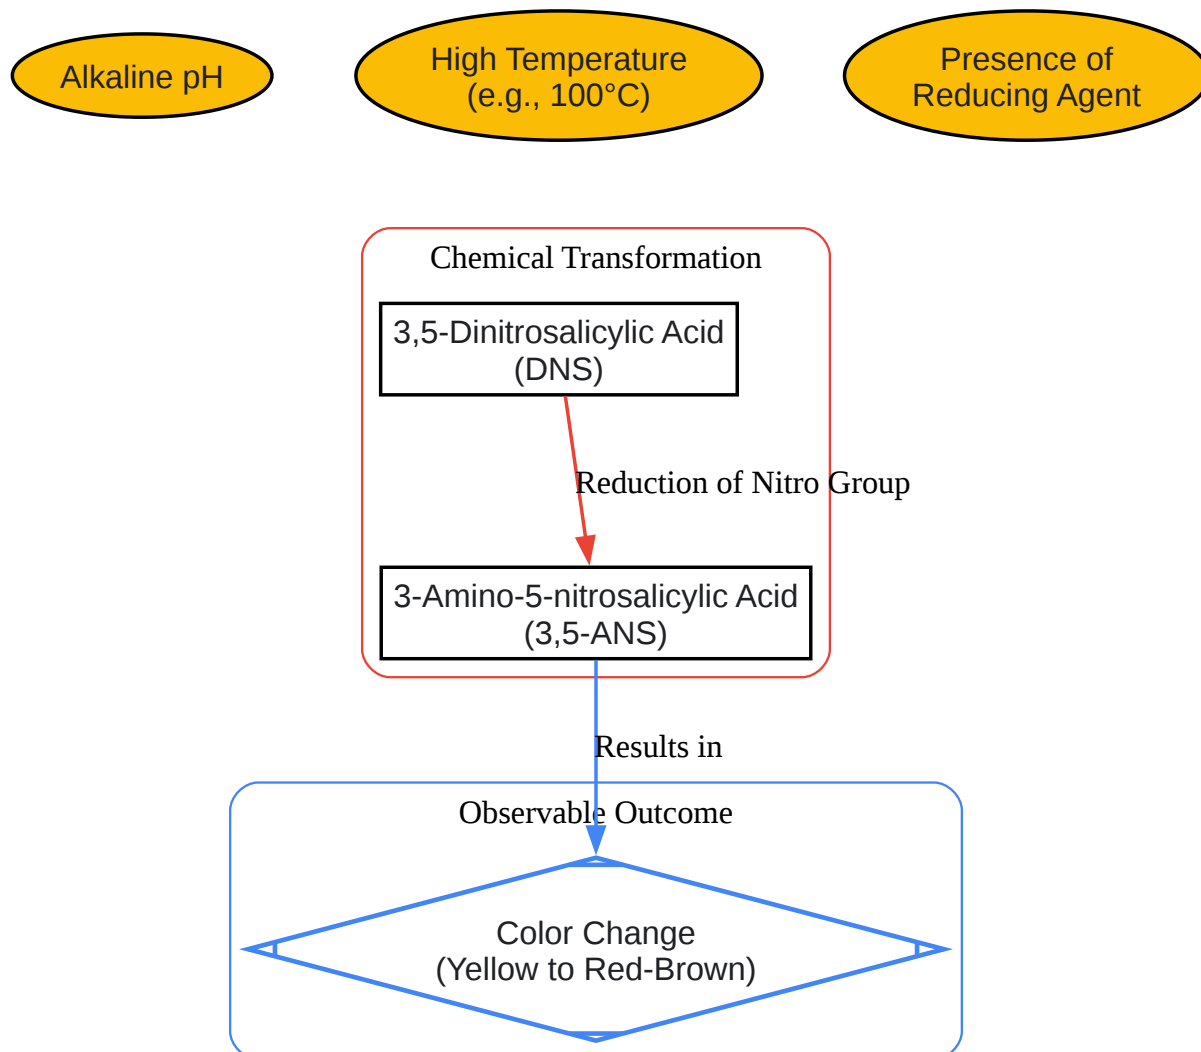 Alkaline pH
High Temperature
(e.g., 100°C)
Presence of
Reducing Agent
Chemical Transformation
3,5-Dinitrosalicylic Acid
(DNS)
Reduction of Nitro Group
3-Amino-5-nitrosalicylic Acid
(3,5-ANS)
Results in
Observable Outcome
Color Change
(Yellow to Red-Brown)